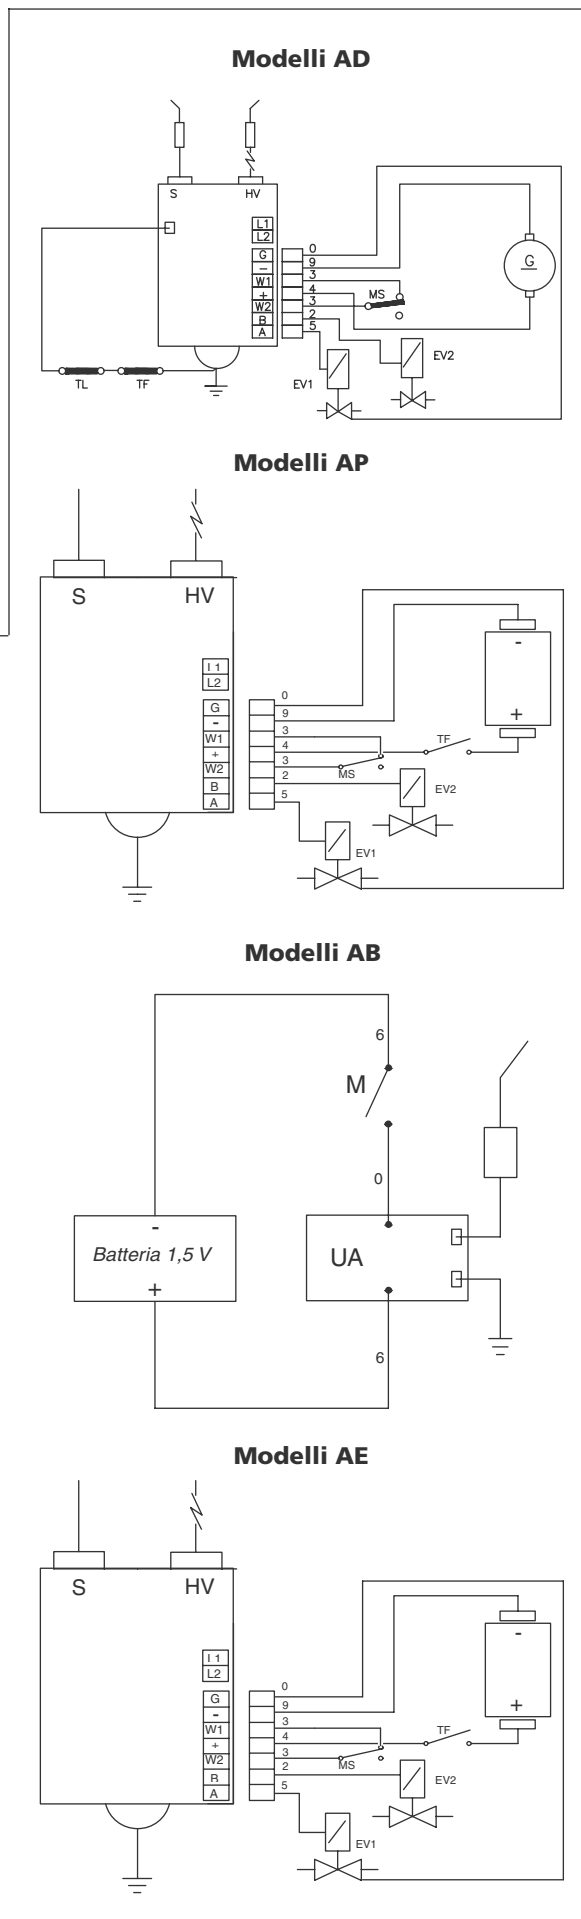 Modelli AD
S HV
L1
L2
G 0
– 9
W1 3
+ 4
W2 3
B 2
A 5
MS
G
EV1
EV2
TL TF
Modelli AP
S HV
L1
L2
G 0
- 9
W1 3
+ 4
W2 3
B 2
A 5
TF
MS
EV2
EV1
-
+
Modelli AB
6
M
0
-
Batteria 1,5 V
+
UA
6
Modelli AE
S HV
L1
L2
G 0
- 9
W1 3
+ 4
W2 3
B 2
A 5
TF
MS
EV2
EV1
-
+